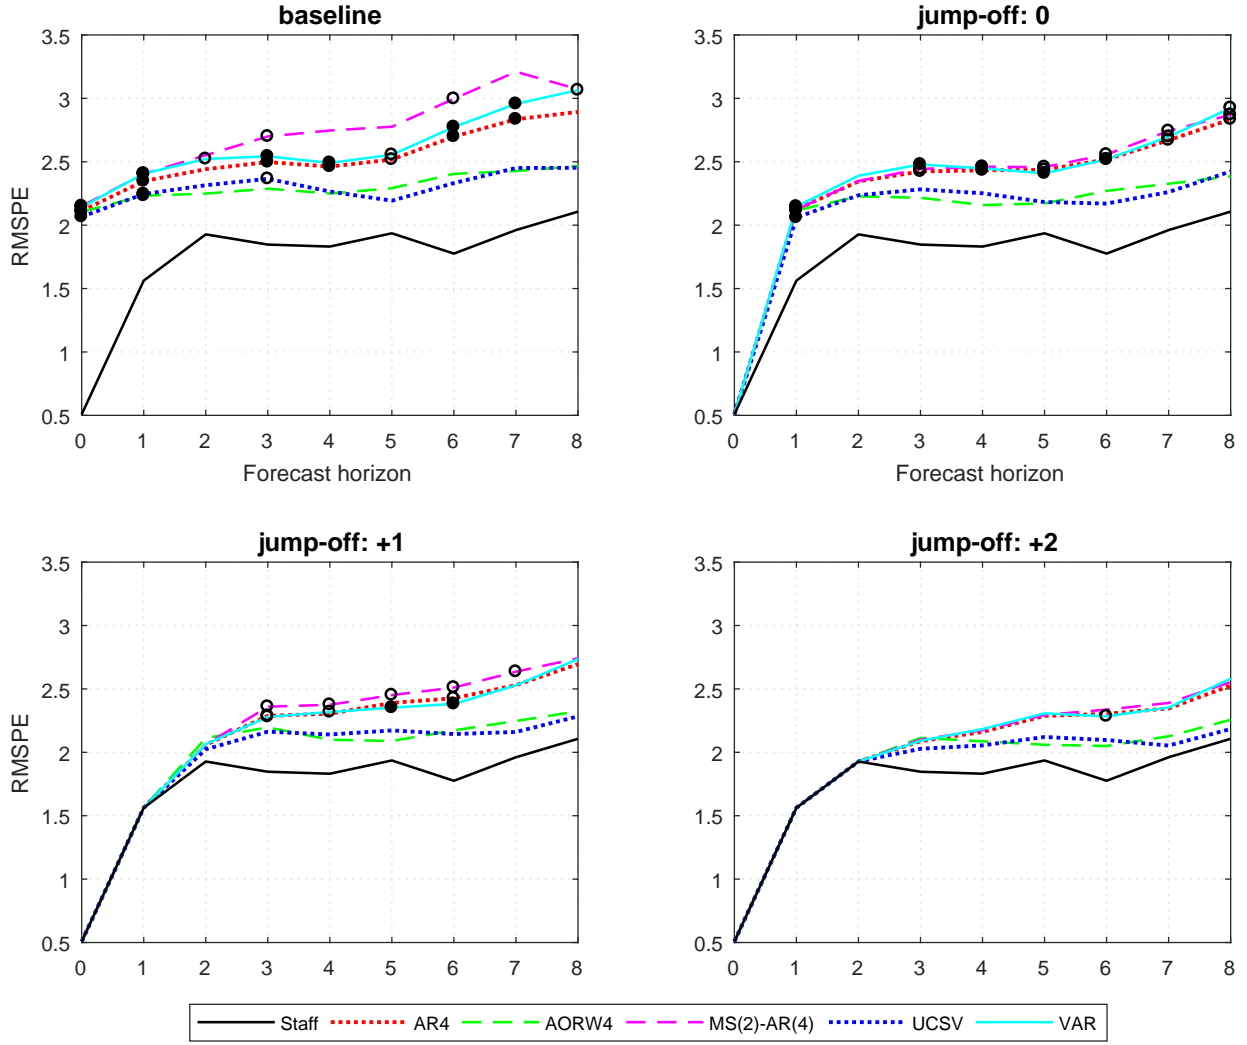 baseline
jump-off: 0
3.5
3
2.5
2
1.5
1
0.5
RMSPE
0 1 2 3 4 5 6 7 8
Forecast horizon
3.5
3
2.5
2
1.5
1
0.5
0 1 2 3 4 5 6 7 8
Forecast horizon
jump-off: +1
jump-off: +2
3.5
3
2.5
2
1.5
1
0.5
RMSPE
0 1 2 3 4 5 6 7 8
3.5
3
2.5
2
1.5
1
0.5
0 1 2 3 4 5 6 7 8
Staff AR4 AORW4 MS(2)-AR(4) UCSV VAR